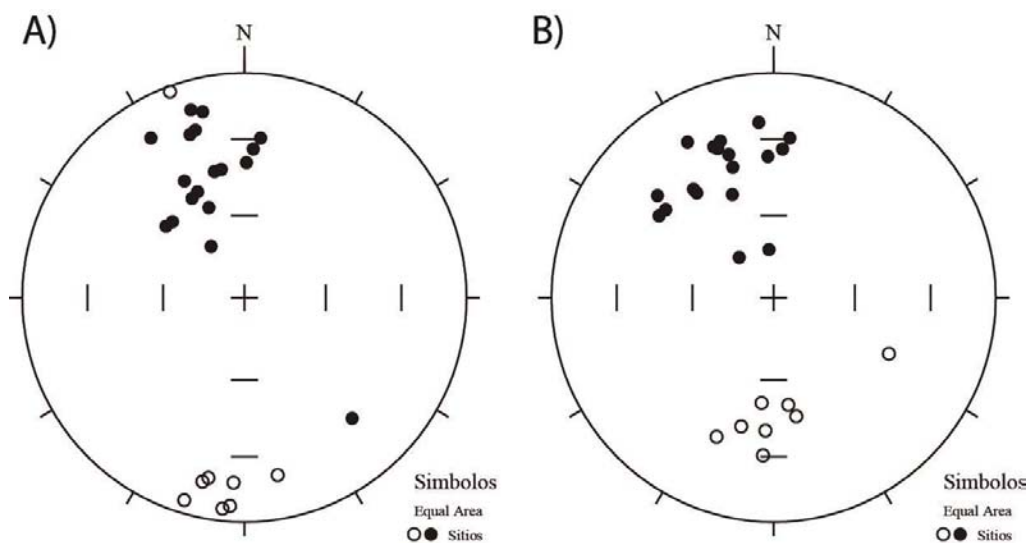 A)
N
Simbolos
Equal Area
Sitios
B)
N
Simbolos
Equal Area
Sitios